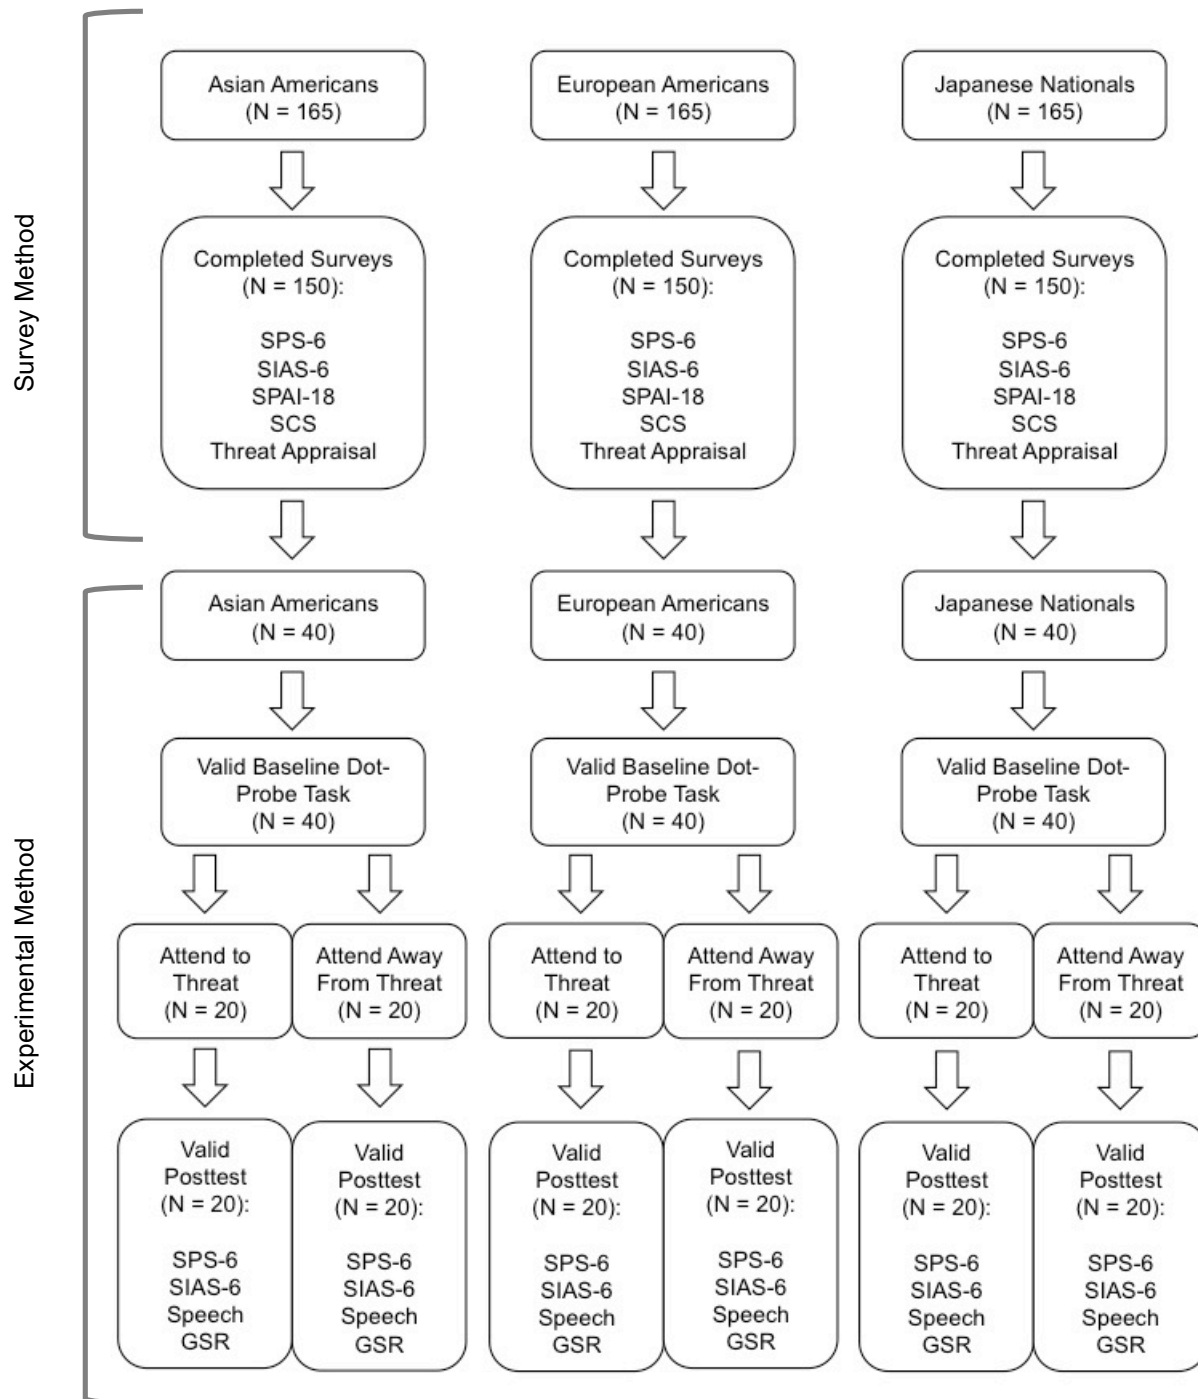 Survey Method
Asian Americans
(N = 165)
European Americans
(N = 165)
Japanese Nationals
(N = 165)
Completed Surveys
(N = 150):
SPS-6
SIAS-6
SPAI-18
SCS
Threat Appraisal
Completed Surveys
(N = 150):
SPS-6
SIAS-6
SPAI-18
SCS
Threat Appraisal
Completed Surveys
(N = 150):
SPS-6
SIAS-6
SPAI-18
SCS
Threat Appraisal
Experimental Method
Asian Americans
(N = 40)
European Americans
(N = 40)
Japanese Nationals
(N = 40)
Valid Baseline Dot-
Probe Task
(N = 40)
Valid Baseline Dot-
Probe Task
(N = 40)
Valid Baseline Dot-
Probe Task
(N = 40)
Attend to
Threat
(N = 20)
Attend Away
From Threat
(N = 20)
Attend to
Threat
(N = 20)
Attend Away
From Threat
(N = 20)
Attend to
Threat
(N = 20)
Attend Away
From Threat
(N = 20)
Valid
Posttest
(N = 20):
SPS-6
SIAS-6
Speech
GSR
Valid
Posttest
(N = 20):
SPS-6
SIAS-6
Speech
GSR
Valid
Posttest
(N = 20):
SPS-6
SIAS-6
Speech
GSR
Valid
Posttest
(N = 20):
SPS-6
SIAS-6
Speech
GSR
Valid
Posttest
(N = 20):
SPS-6
SIAS-6
Speech
GSR
Valid
Posttest
(N = 20):
SPS-6
SIAS-6
Speech
GSR